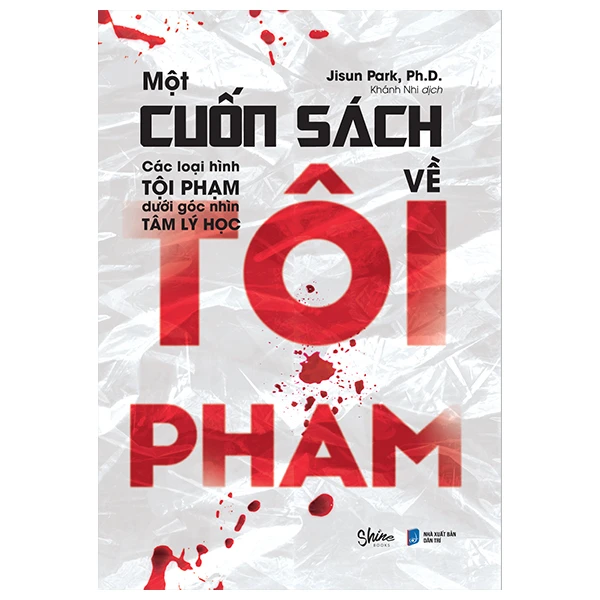 Một
Jisun Park, Ph.D.
Khánh Nhi dịch
CUỐN SÁCH
Các loại hình
TỘI PHẠM
dưới góc nhìn
TÂM LÝ HỌC
VỀ
TỘI
PHẠM
Shine
BOOKS
NHÀ XUẤT BẢN
DÂN TRÍ